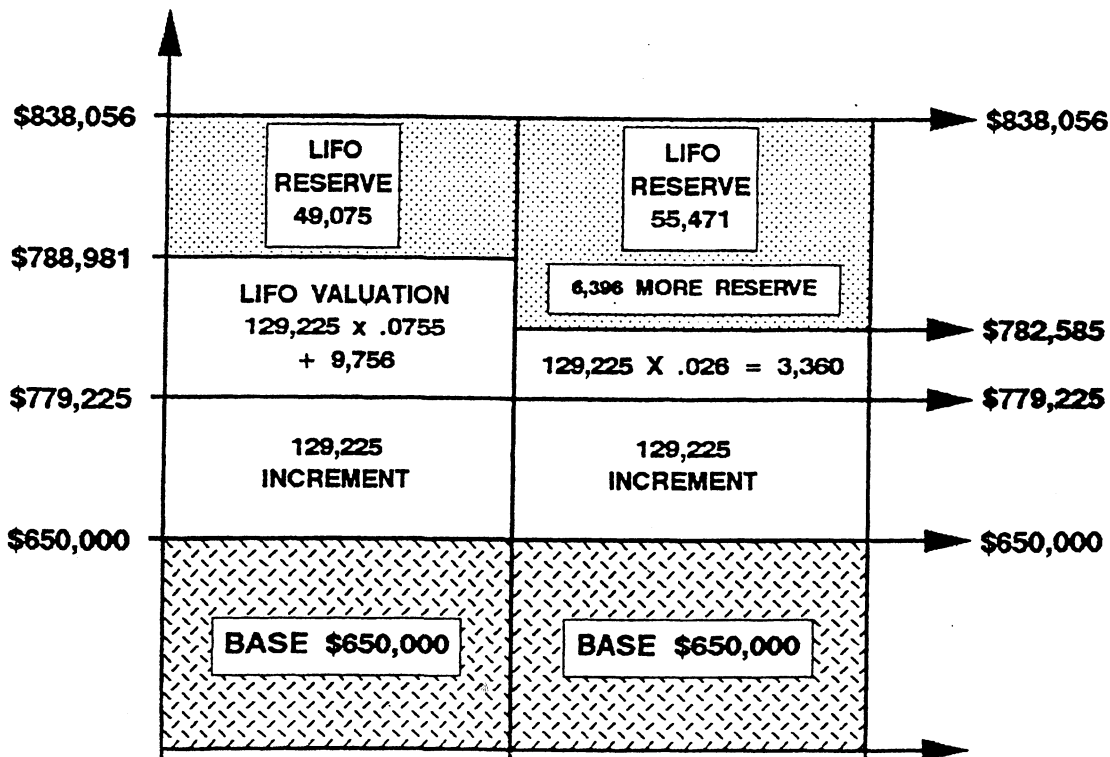 $838,056
$788,981
$779,225
$650,000
LIFO
RESERVE
49,075
LIFO VALUATION
129,225 x .0755
+ 9,756
129,225
INCREMENT
BASE $650,000
LIFO
RESERVE
55,471
6,396 MORE RESERVE
129,225 X .026 = 3,360
129,225
INCREMENT
BASE $650,000
$838,056
$782,585
$779,225
$650,000